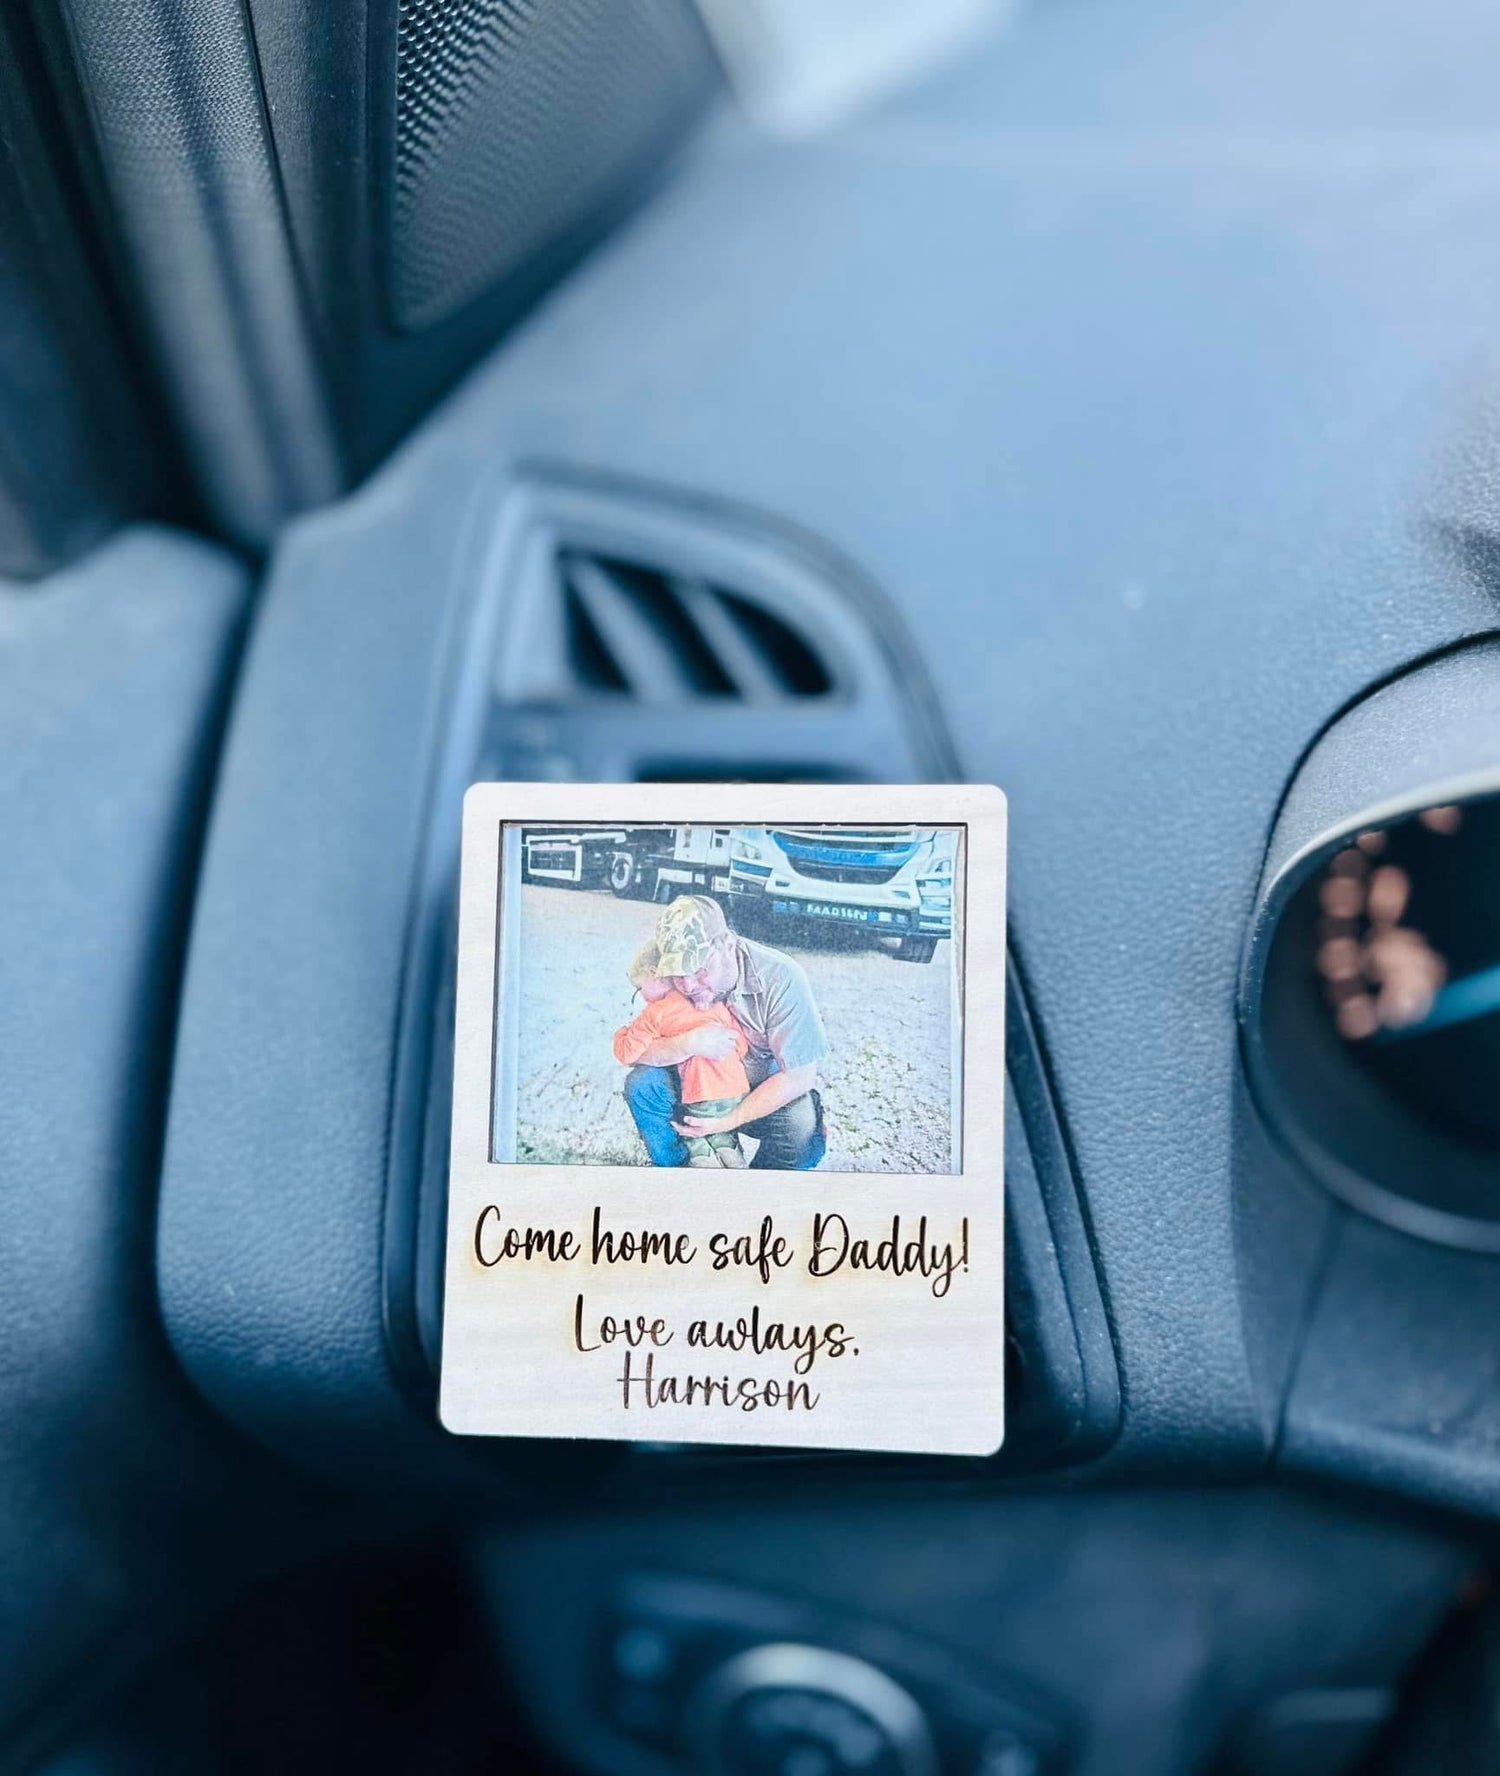 Come home safe Daddy!
Love awlays.
Harrison